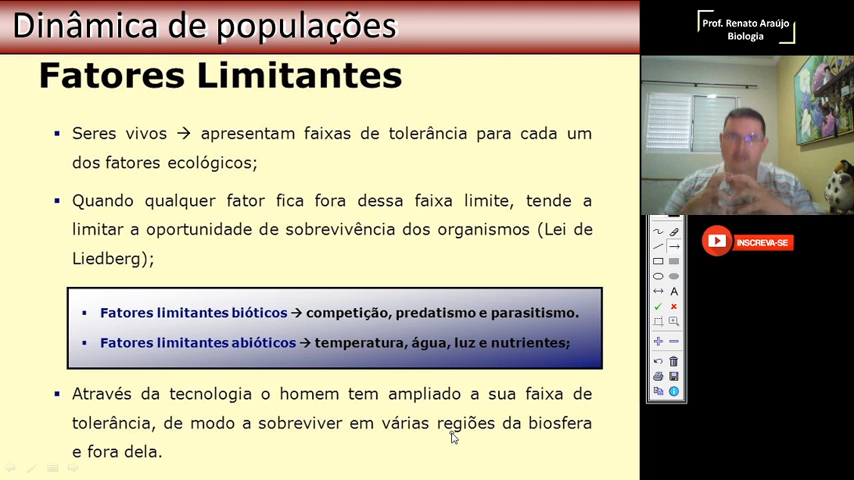 Dinâmica de populações
Prof. Renato Araújo
Biologia
Fatores Limitantes
▪ Seres vivos → apresentam faixas de tolerância para cada um
dos fatores ecológicos;
▪ Quando qualquer fator fica fora dessa faixa limite, tende a
limitar a oportunidade de sobrevivência dos organismos (Lei de
Liedberg);
▪ Fatores limitantes bióticos → competição, predatismo e parasitismo.
▪ Fatores limitantes abióticos → temperatura, água, luz e nutrientes;
▪ Através da tecnologia o homem tem ampliado a sua faixa de
tolerância, de modo a sobreviver em várias regiões da biosfera
e fora dela.
INSCREVA-SE
A